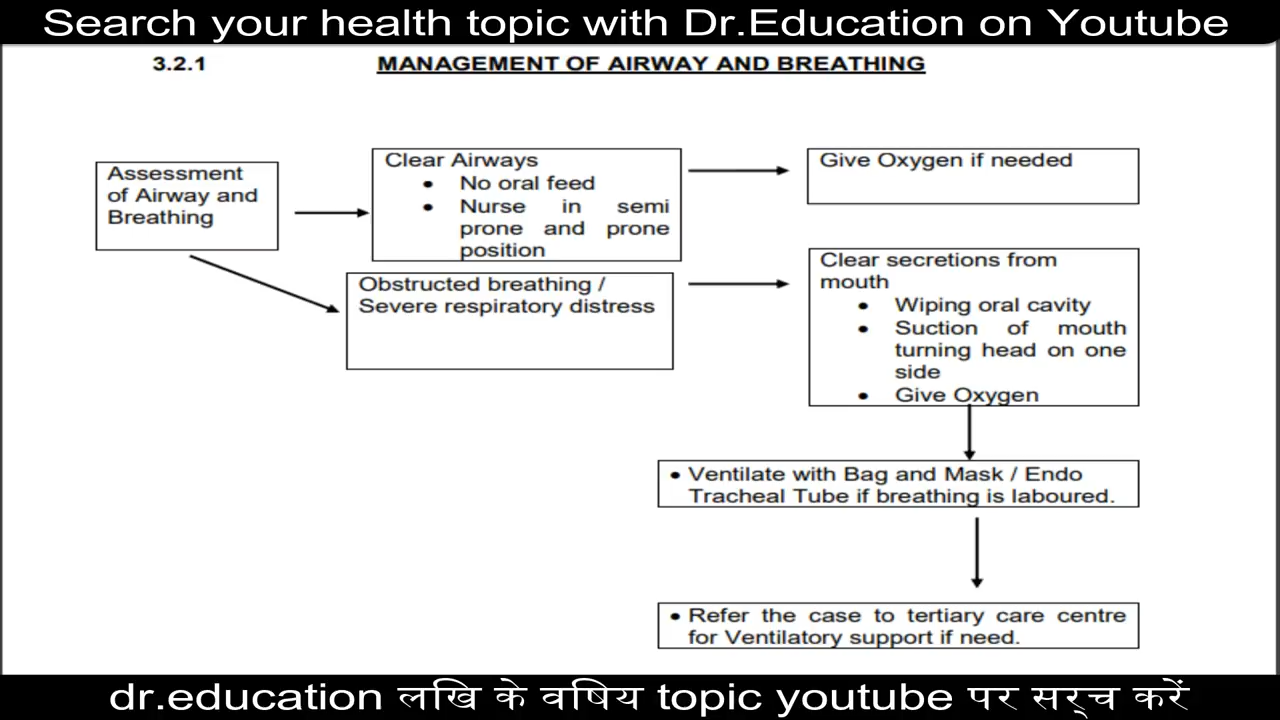 Search your health topic with Dr.Education on Youtube
3.2.1 MANAGEMENT OF AIRWAY AND BREATHING
Assessment
of Airway and
Breathing
Clear Airways
• No oral feed
• Nurse in semi
prone and prone
position
Give Oxygen if needed
Obstructed breathing /
Severe respiratory distress
Clear secretions from
mouth
• Wiping oral cavity
• Suction of mouth
turning head on one
side
• Give Oxygen
• Ventilate with Bag and Mask / Endo
Tracheal Tube if breathing is laboured.
• Refer the case to tertiary care centre
for Ventilatory support if need.
dr.education लिख के विषय topic youtube पर सर्च करें